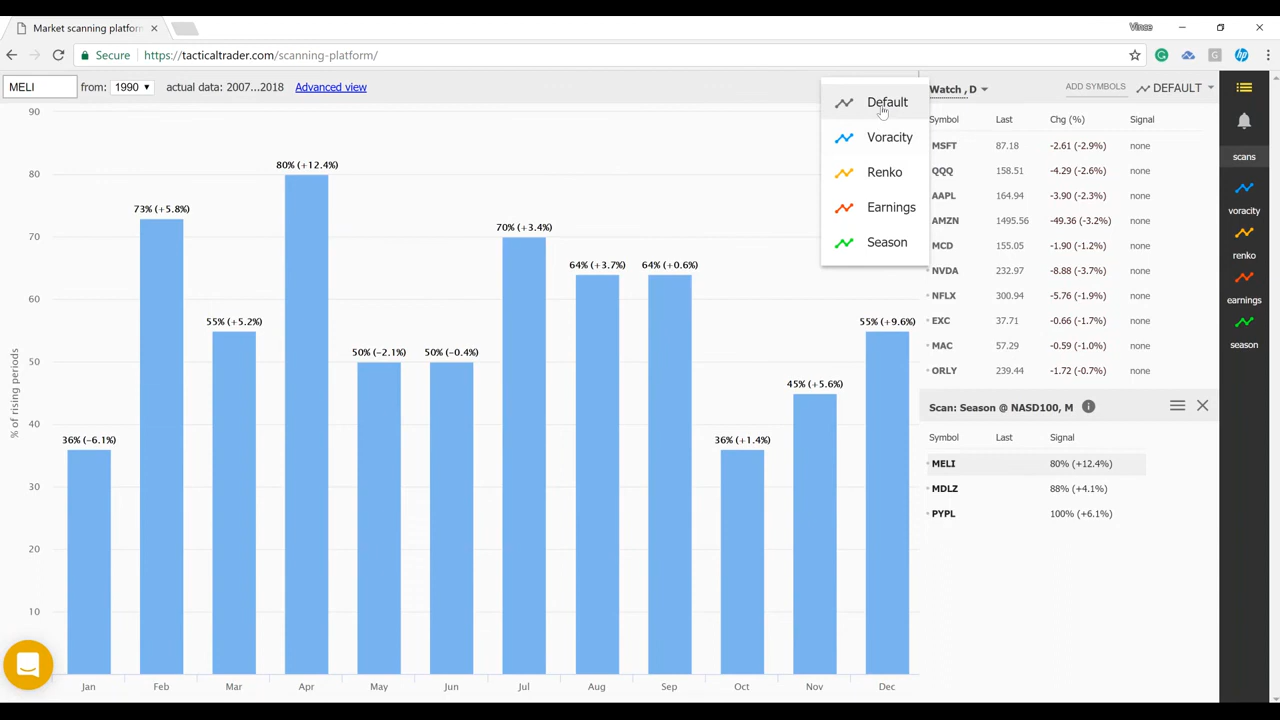 Market scanning platform
Vince
Secure
https://tacticaltrader.com/scanning-platform/
MELI
from:
1990
actual data: 2007...2018
Advanced view
Default
Voracity
Renko
Earnings
Season
Watch , D
ADD SYMBOLS
DEFAULT
Symbol Last Chg (%) Signal
MSFT 87.18 -2.61 (-2.9%) none
QQQ 158.51 -4.29 (-2.6%) none
AAPL 164.94 -3.90 (-2.3%) none
AMZN 1495.56 -49.36 (-3.2%) none
MCD 155.05 -1.90 (-1.2%) none
NVDA 232.97 -8.88 (-3.7%) none
NFLX 300.94 -5.76 (-1.9%) none
EXC 37.71 -0.66 (-1.7%) none
MAC 57.29 -0.59 (-1.0%) none
ORLY 239.44 -1.72 (-0.7%) none
Scan: Season @ NASD100, M
Symbol Last Signal
MELI 80% (+12.4%)
MDLZ 88% (+4.1%)
PYPL 100% (+6.1%)
scans
voracity
renko
earnings
season
% of rising periods
90
80
70
60
50
40
30
20
10
36% (-6.1%)
73% (+5.8%)
55% (+5.2%)
80% (+12.4%)
50% (-2.1%)
50% (-0.4%)
70% (+3.4%)
64% (+3.7%)
64% (+0.6%)
36% (+1.4%)
45% (+5.6%)
55% (+9.6%)
Jan Feb Mar Apr May Jun Jul Aug Sep Oct Nov Dec